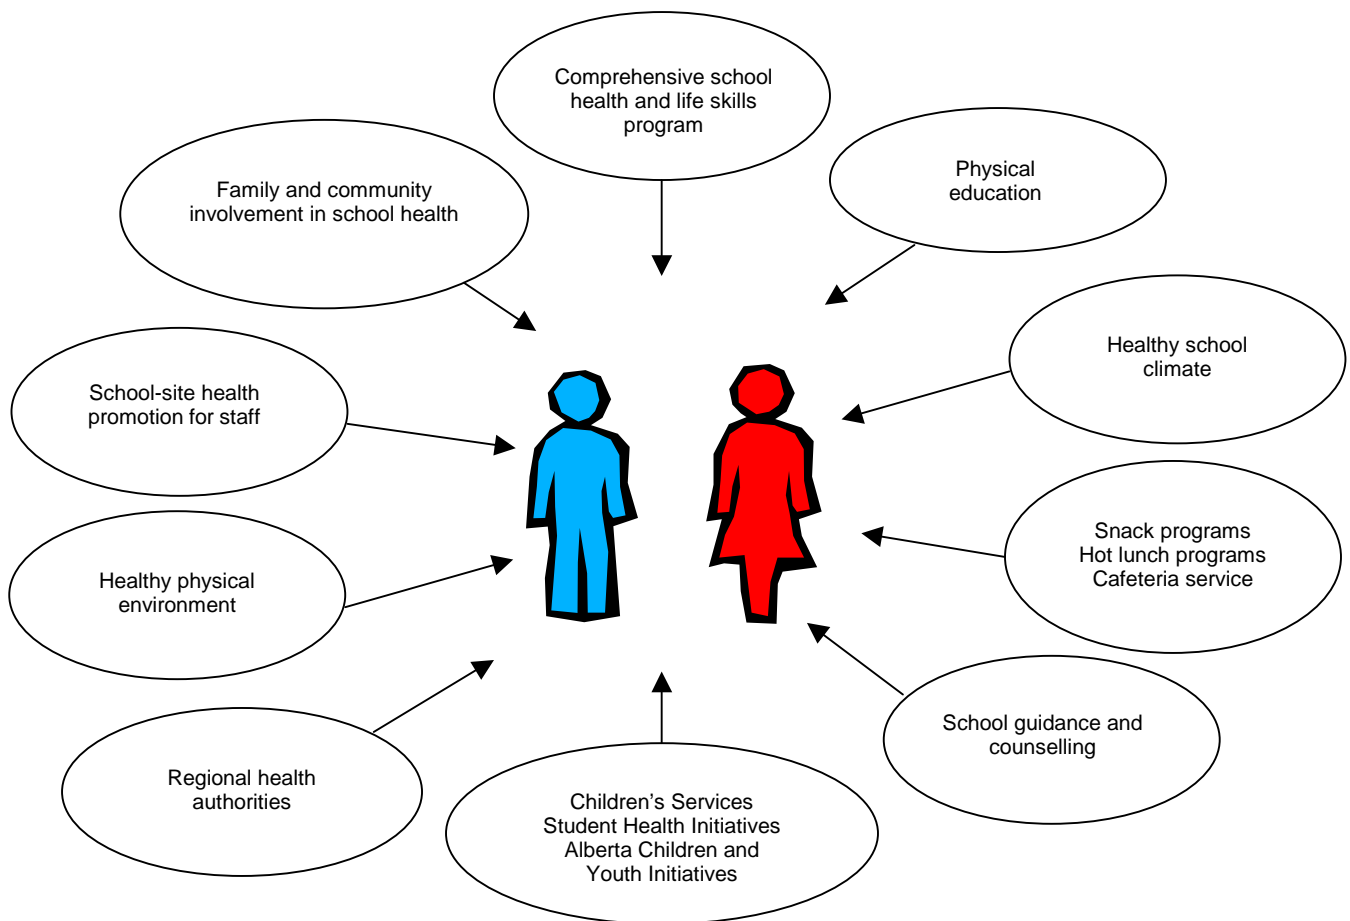 Comprehensive school
health and life skills
program
Physical
education
Family and community
involvement in school health
Healthy school
climate
School-site health
promotion for staff
Snack programs
Hot lunch programs
Cafeteria service
Healthy physical
environment
School guidance and
counselling
Regional health
authorities
Children’s Services
Student Health Initiatives
Alberta Children and
Youth Initiatives